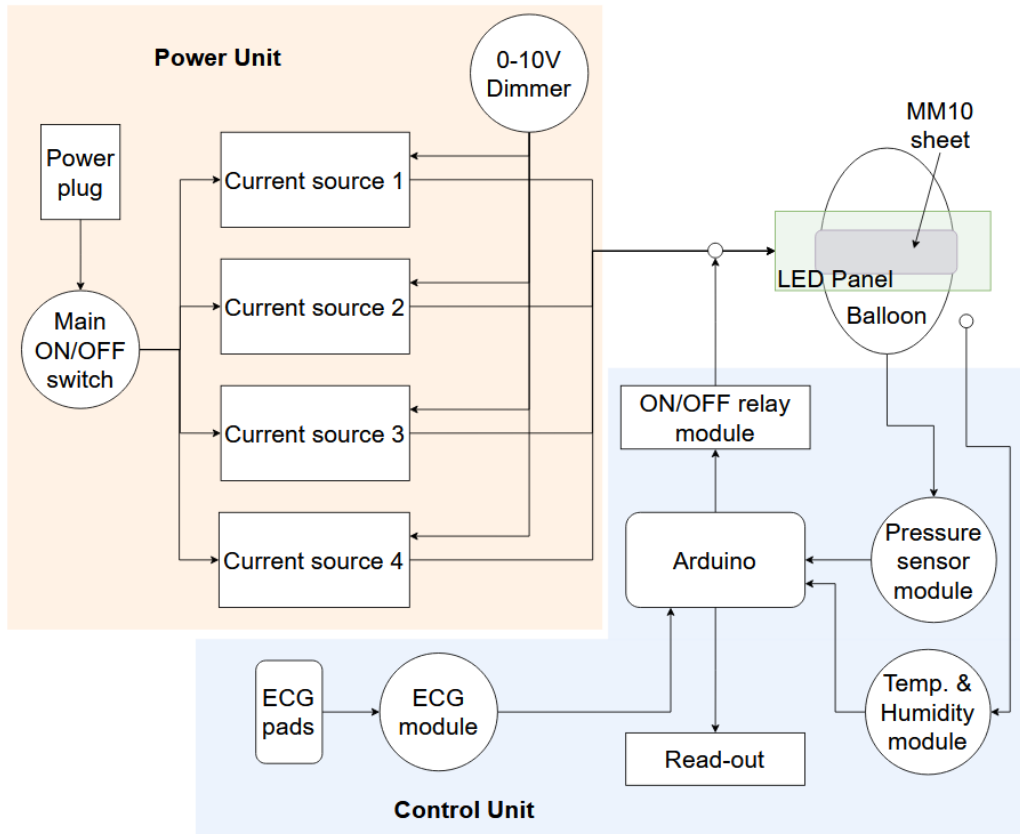 Power Unit
0-10V
Dimmer
Power
plug
Main
ON/OFF
switch
Current source 1
Current source 2
Current source 3
Current source 4
MM10
sheet
LED Panel
Balloon
ON/OFF relay
module
Arduino
Pressure
sensor
module
Temp. &
Humidity
module
ECG
pads
ECG
module
Read-out
Control Unit